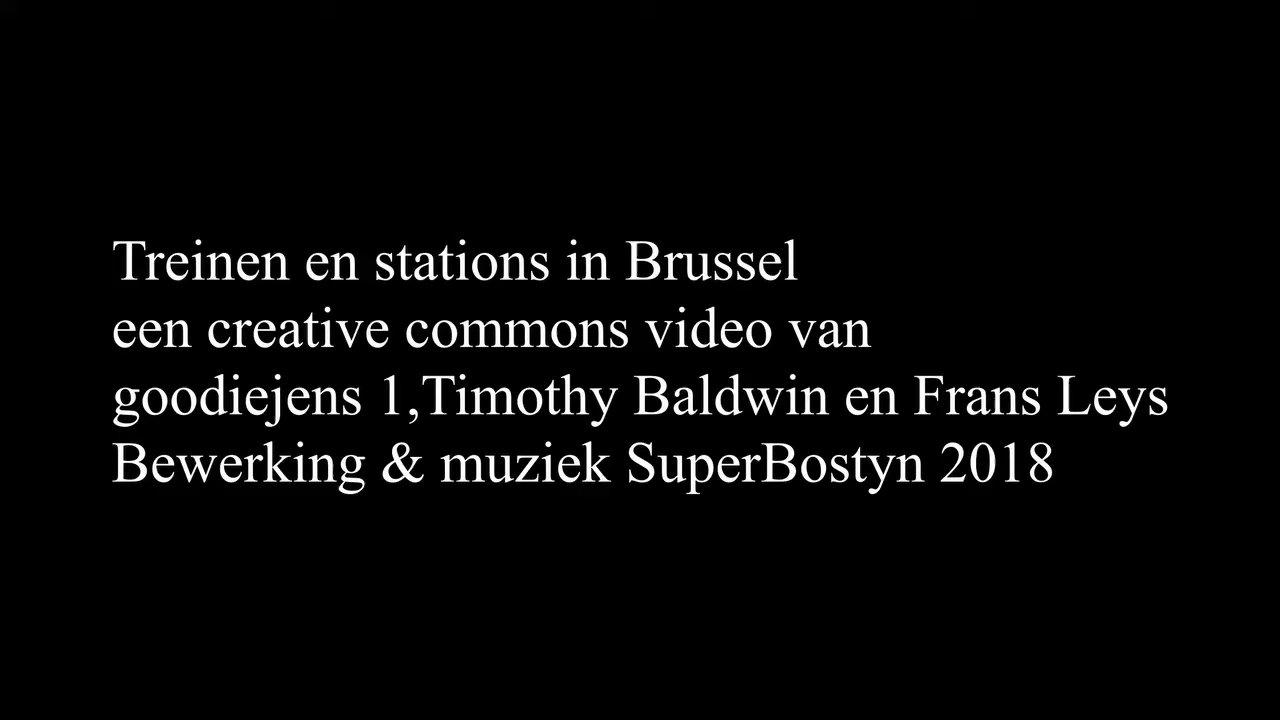 Treinen en stations in Brussel
een creative commons video van
goodiejens 1,Timothy Baldwin en Frans Leys
Bewerking & muziek SuperBostyn 2018